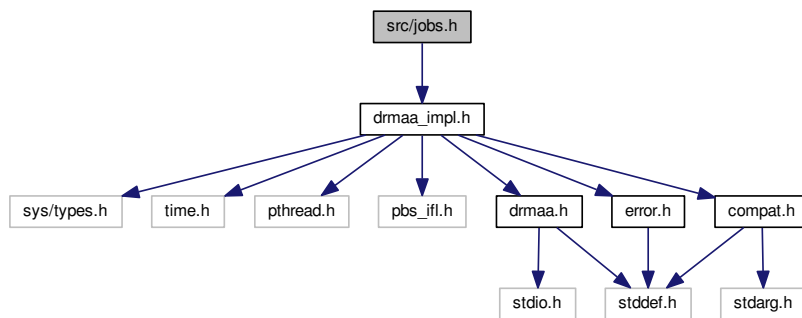 src/jobs.h
drmaa_impl.h
sys/types.h
time.h
pthread.h
pbs_ifl.h
drmaa.h
error.h
compat.h
stdio.h
stddef.h
stdarg.h